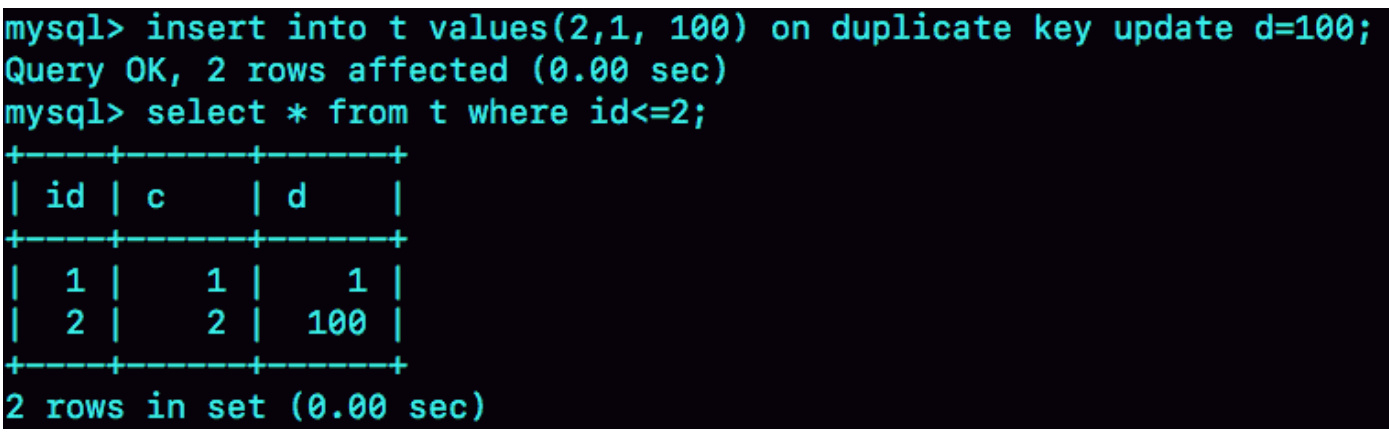 mysql> insert into t values(2,1, 100) on duplicate key update d=100;
Query OK, 2 rows affected (0.00 sec)
mysql> select * from t where id<=2;
+----+------+------+
| id | c    | d    |
+----+------+------+
|  1 |    1 |    1 |
|  2 |    2 |  100 |
+----+------+------+
2 rows in set (0.00 sec)